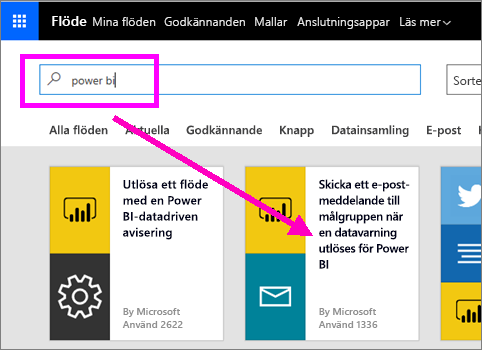 Flöde Mina flöden Godkännanden Mallar Anslutningsappar Läs mer
power bi
Sorte
Alla flöden Aktuella Godkännande Knapp Datainsamling E-post K
Utlösa ett flöde
med en Power
BI-datadriven
avisering
By Microsoft
Använd 2622
Skicka ett e-post-
meddelande till
målgruppen när
en datavarning
utlöses för Power
BI
By Microsoft
Använd 1336